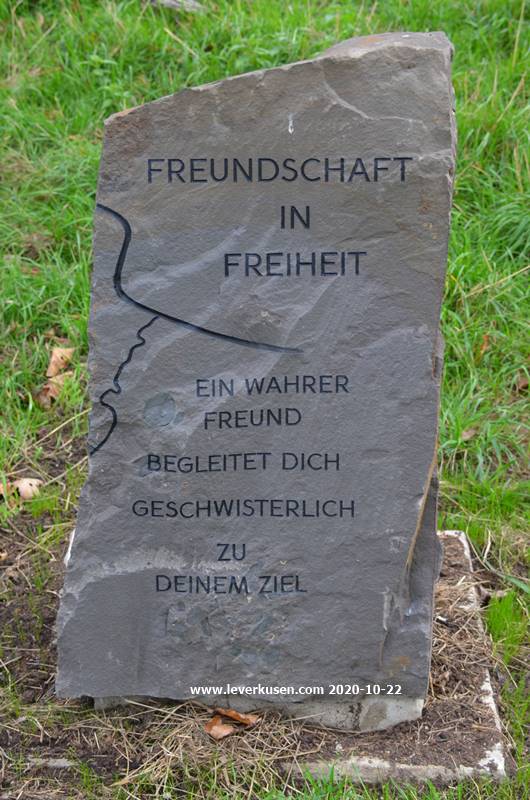 FREUNDSCHAFT
IN
FREIHEIT
EIN WAHRER
FREUND
BEGLEITET DICH
GESCHWISTERLICH
ZU
DEINEM ZIEL
www.leverkusen.com 2020-10-22